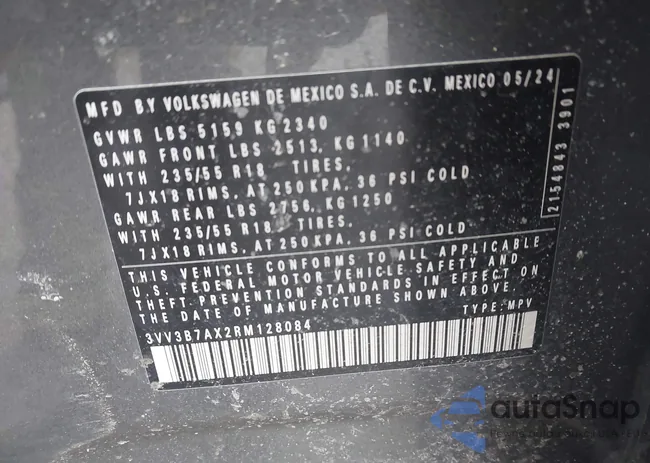 MFD BY VOLKSWAGEN DE MEXICO S.A. DE C.V. MEXICO 05/24
GVWR LBS 5159 KG 2340
GAWR FRONT LBS 2513, KG 1140
WITH 235/55 R18 TIRES,
7JX18 RIMS, AT 250 KPA, 36 PSI COLD
GAWR REAR LBS 2756, KG 1250
WITH 235/55 R18 TIRES,
7JX18 RIMS, AT 250 KPA, 36 PSI COLD
2154843 3901
THIS VEHICLE CONFORMS TO ALL APPLICABLE
U.S. FEDERAL MOTOR VEHICLE SAFETY AND
THEFT PREVENTION STANDARDS IN EFFECT ON
THE DATE OF MANUFACTURE SHOWN ABOVE.
3VV3B7AX2RM128084 TYPE: MPV
autoSnap